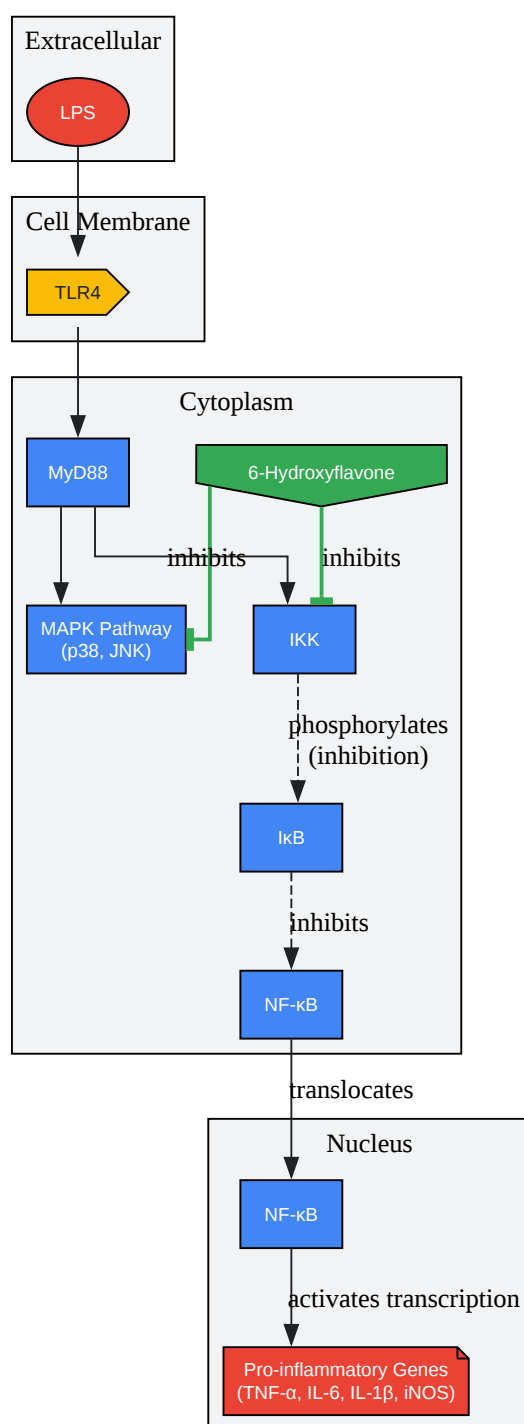 Extracellular
LPS
Cell Membrane
TLR4
Cytoplasm
MyD88
6-Hydroxyflavone
inhibits
inhibits
MAPK Pathway
(p38, JNK)
IKK
phosphorylates
(inhibition)
IκB
inhibits
NF-κB
translocates
Nucleus
NF-κB
activates transcription
Pro-inflammatory Genes
(TNF-α, IL-6, IL-1β, iNOS)